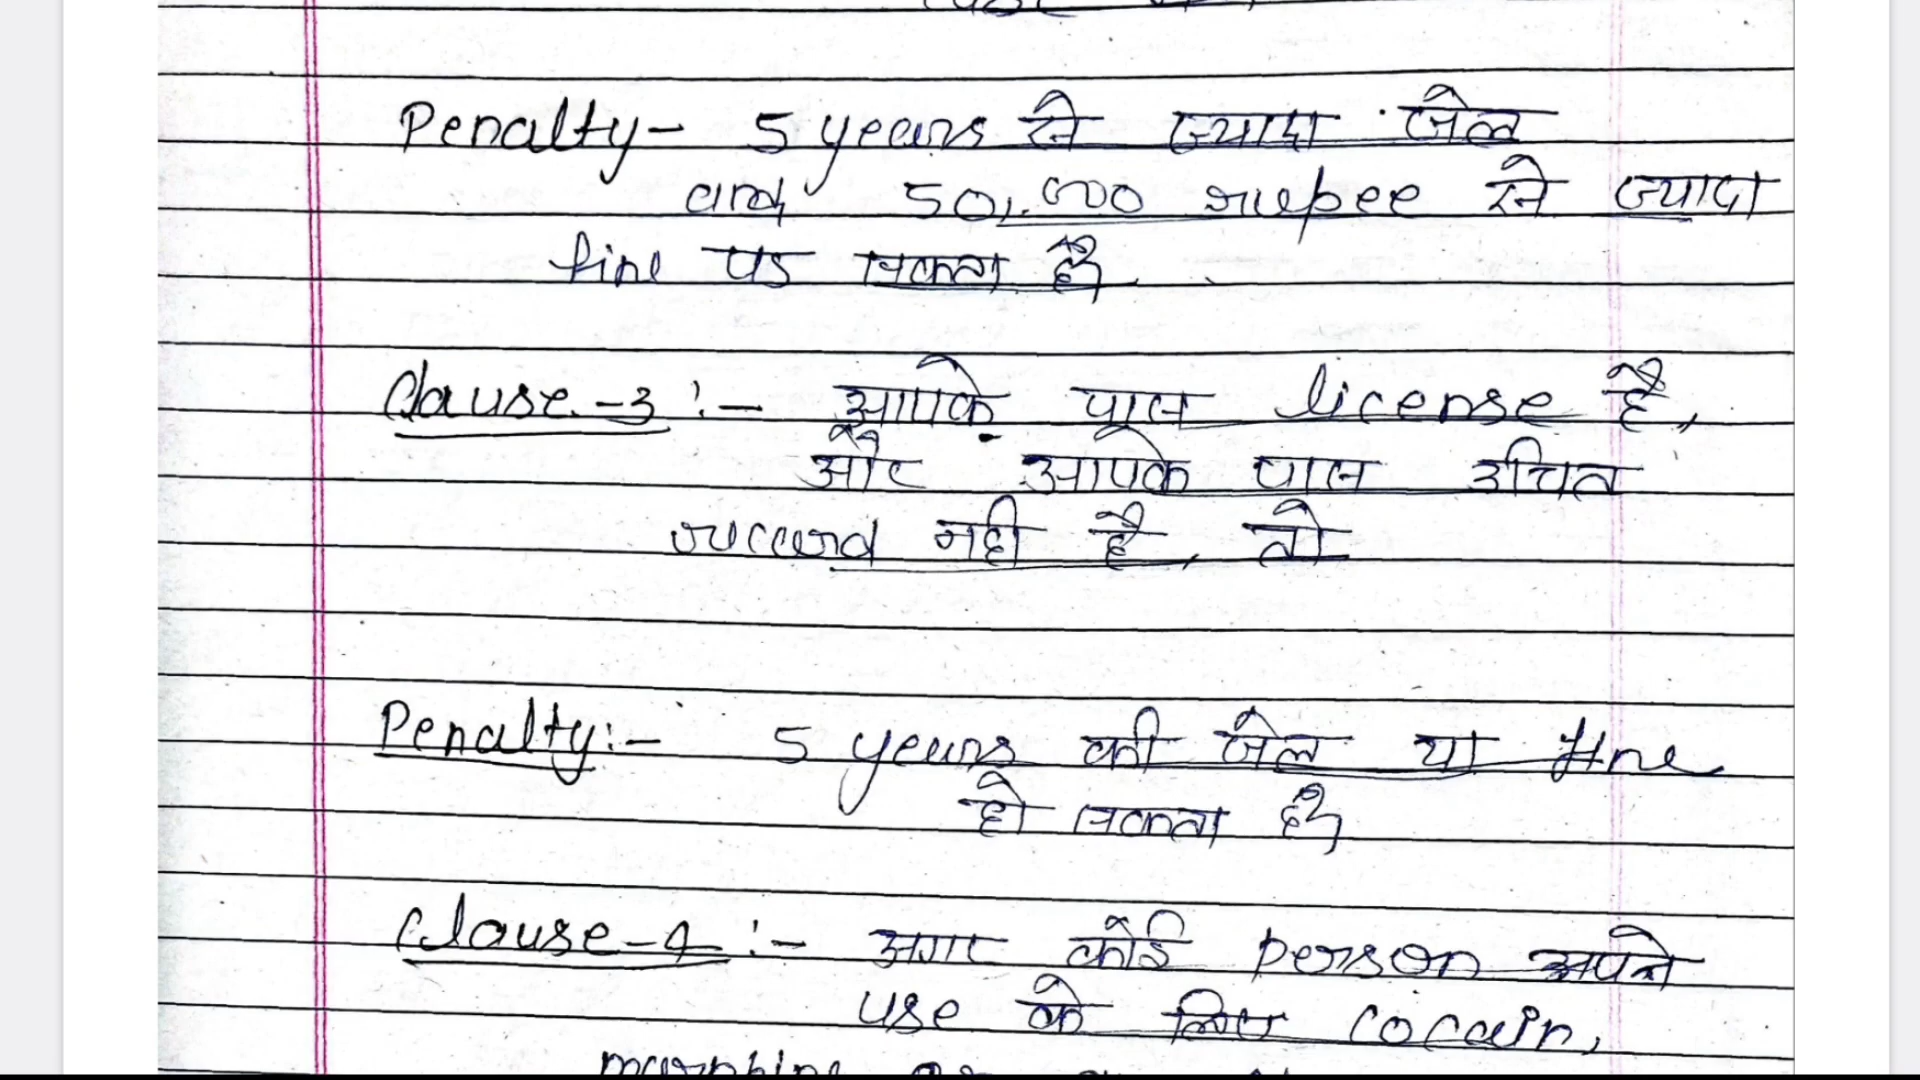 Penalty- 5 years से ज्यादा जेल
and 50,000 rupee से ज्यादा
fine पड सकता है,
Clause-3 :- आपके पास license है,
और आपके पास उचित
record नही है, तो
Penalty:- 5 years की जेल या fine
हो सकता है,
Clause-4 :- अगर कोई person अपने
use के लिए cocain,